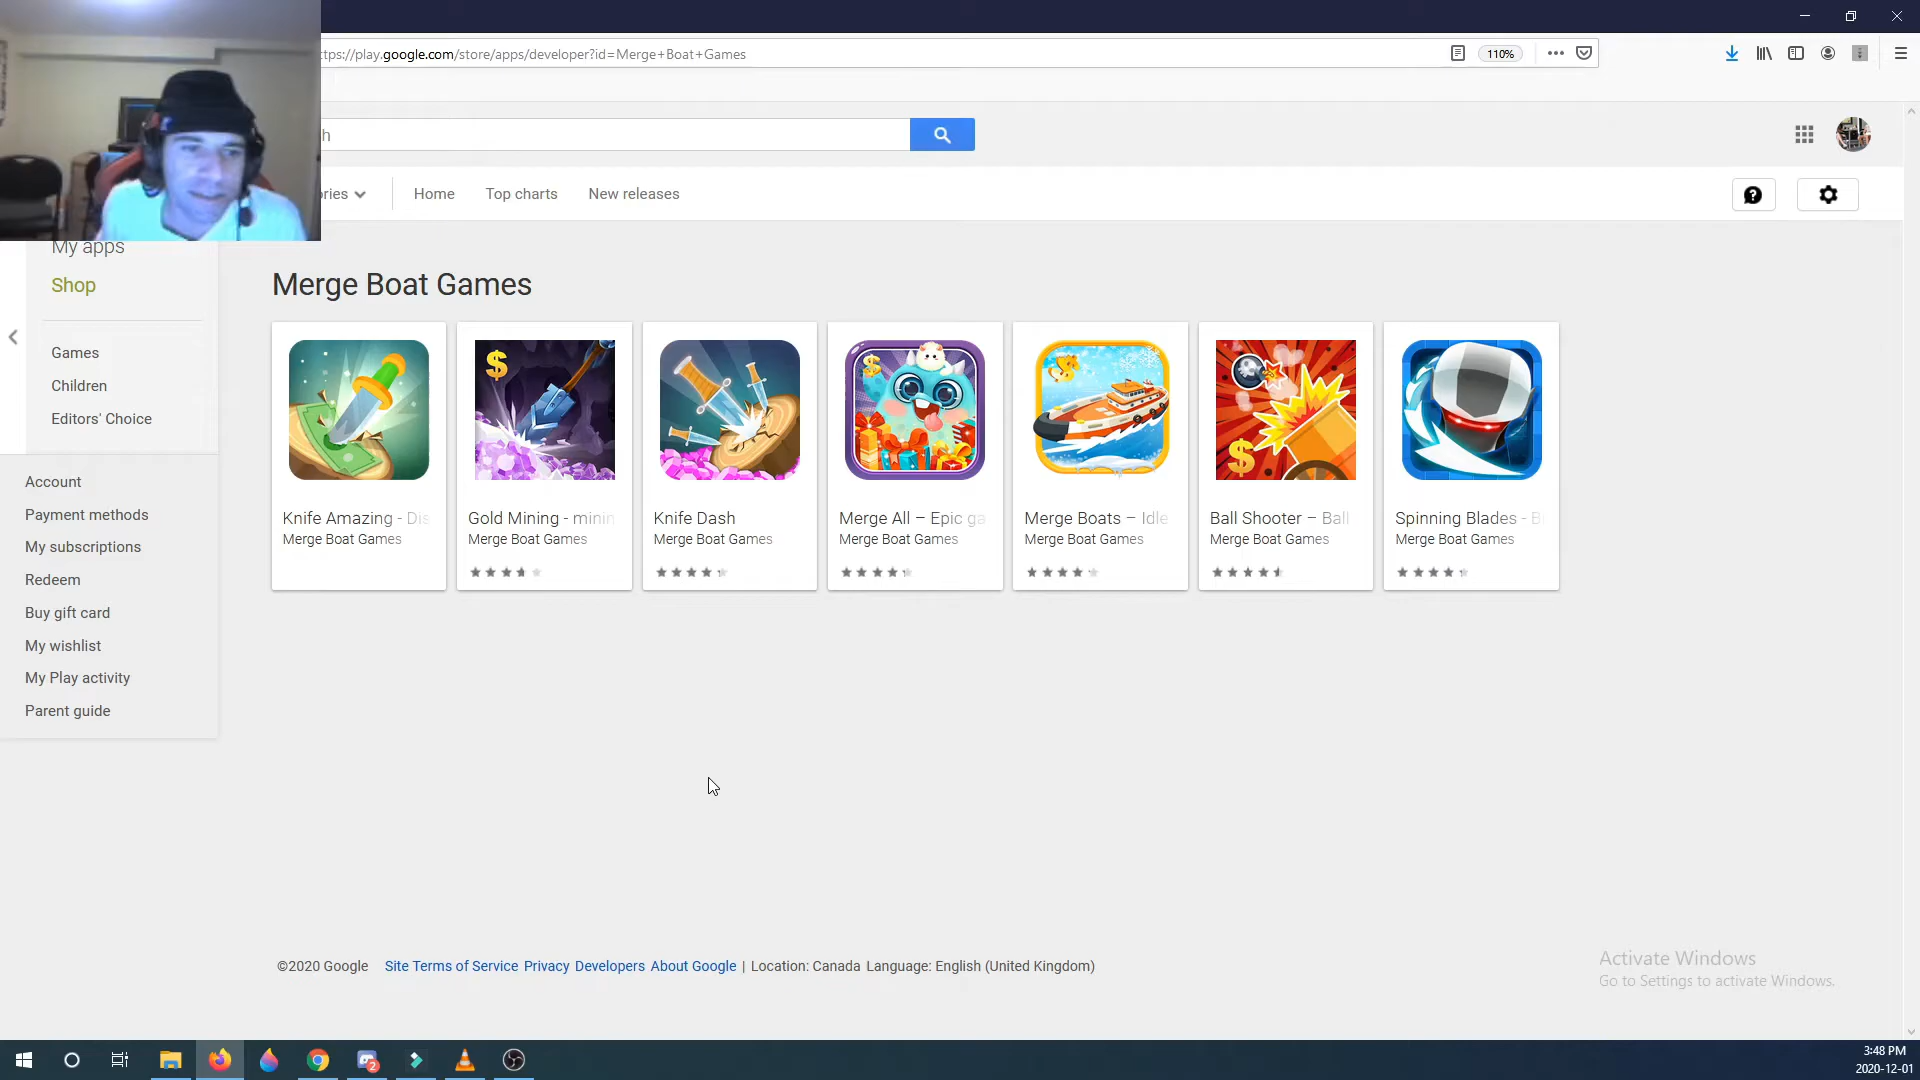 ttps://play.google.com/store/apps/developer?id=Merge+Boat+Games
110%
h
ries
Home
Top charts
New releases
My apps
Shop
Games
Children
Editors' Choice
Account
Payment methods
My subscriptions
Redeem
Buy gift card
My wishlist
My Play activity
Parent guide
Merge Boat Games
Knife Amazing - Dis
Merge Boat Games
Gold Mining - minin
Merge Boat Games
Knife Dash
Merge Boat Games
Merge All – Epic ga
Merge Boat Games
Merge Boats – Idle
Merge Boat Games
Ball Shooter – Ball
Merge Boat Games
Spinning Blades - B
Merge Boat Games
©2020 Google Site Terms of Service Privacy Developers About Google | Location: Canada Language: English (United Kingdom)
Activate Windows
Go to Settings to activate Windows.
2
3:48 PM
2020-12-01